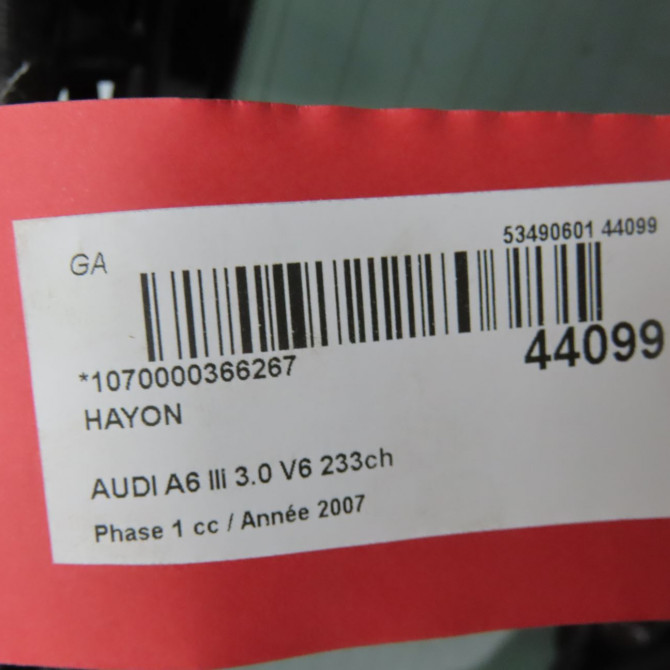 GA
53490601 44099
*1070000366267
44099
HAYON
AUDI A6 IIi 3.0 V6 233ch
Phase 1 cc / Année 2007